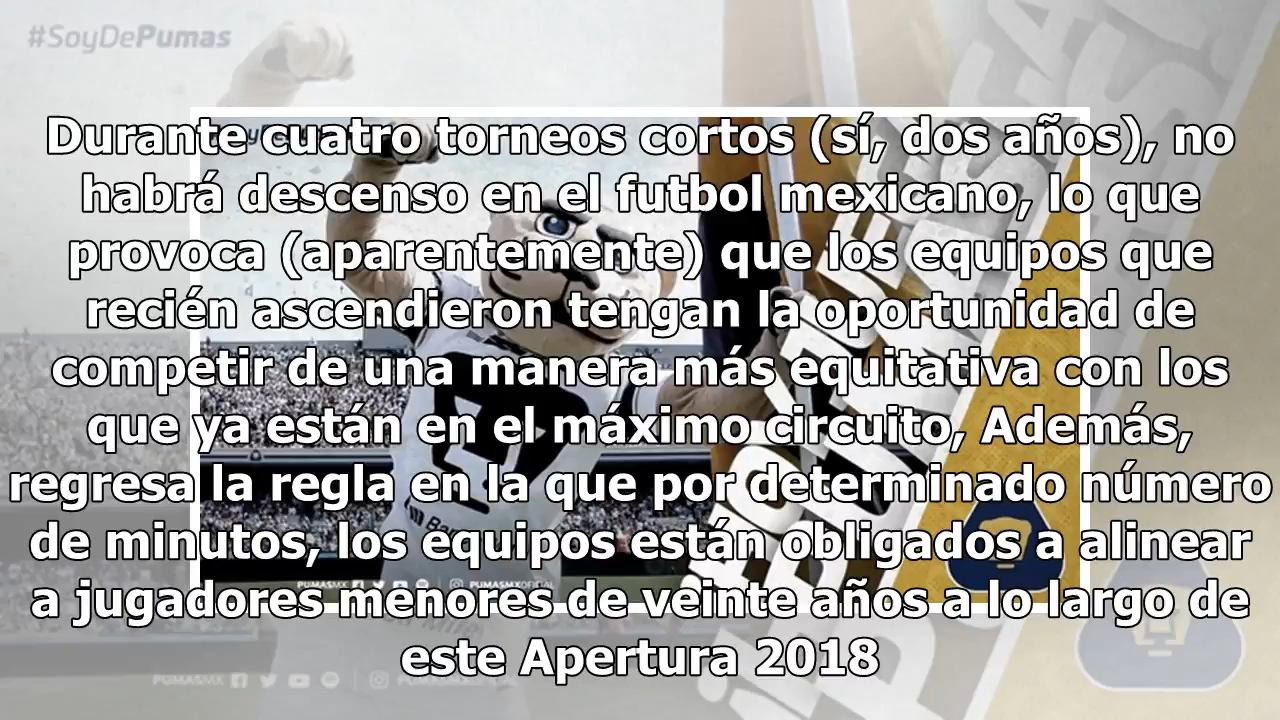 #SoyDePumas
Durante cuatro torneos cortos (sí, dos años), no
habrá descenso en el futbol mexicano, lo que
provoca (aparentemente) que los equipos que
recién ascendieron tengan la oportunidad de
competir de una manera más equitativa con los
que ya están en el máximo circuito, Además,
regresa la regla en la que por determinado número
de minutos, los equipos están obligados a alinear
a jugadores menores de veinte años a lo largo de
este Apertura 2018
PUMASMX
PUMASMXOFICIAL
PUMASMX